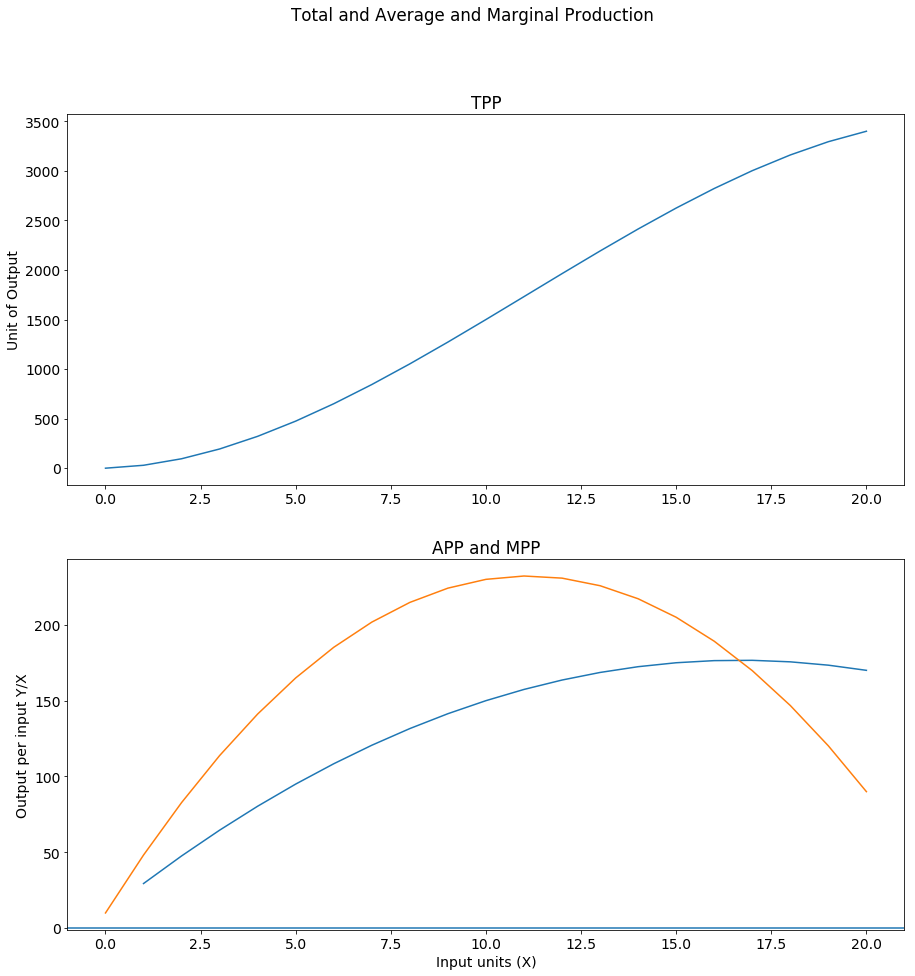 Total and Average and Marginal Production
TPP
Unit of Output
3500
3000
2500
2000
1500
1000
500
0
0.0 2.5 5.0 7.5 10.0 12.5 15.0 17.5 20.0
APP and MPP
Output per input Y/X
200
150
100
50
0
0.0 2.5 5.0 7.5 10.0 12.5 15.0 17.5 20.0
Input units (X)